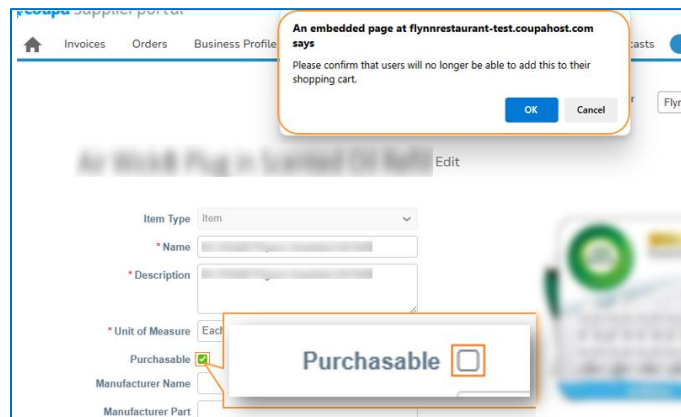 coupa supplier portal
An embedded page at flynnrestaurant-test.coupahost.com
says
Please confirm that users will no longer be able to add this to their
shopping cart.
OK Cancel
Invoices Orders Business Profile
Edit
Item Type Item
* Name
* Description
* Unit of Measure Each
Purchasable
Purchasable
Manufacturer Name
Manufacturer Part